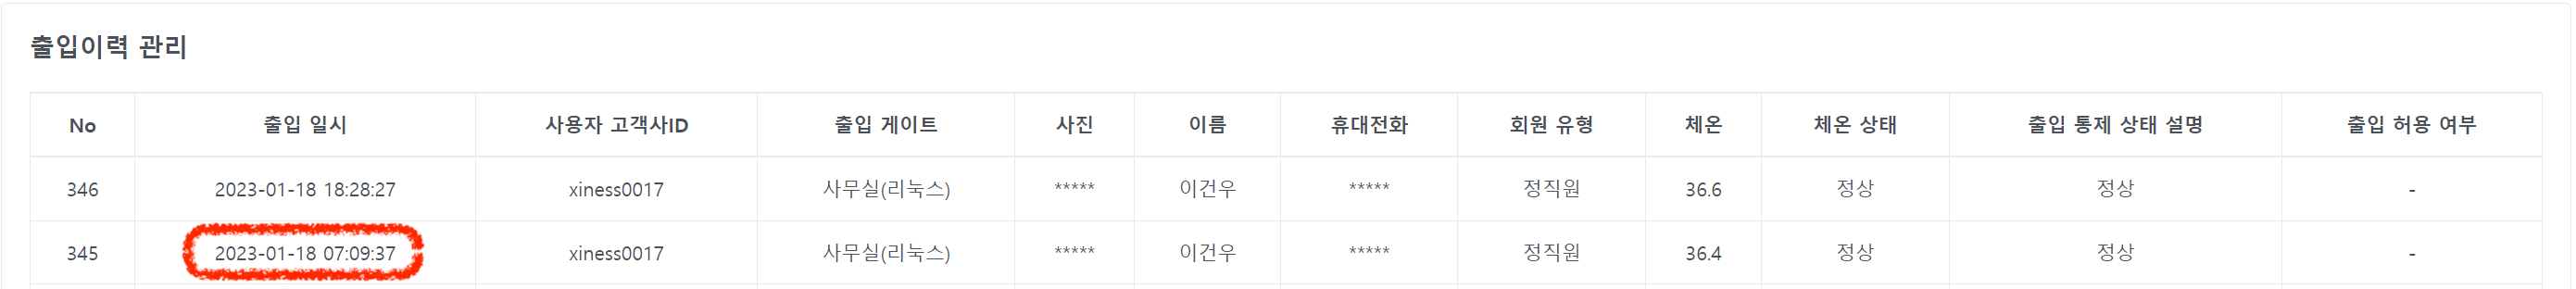 출입이력 관리
No 출입 일시 사용자 고객사ID 출입 게이트 사진 이름 휴대전화 회원 유형 체온 체온 상태 출입 통제 상태 설명 출입 허용 여부
346 2023-01-18 18:28:27 xiness0017 사무실(리눅스) ***** 이건우 ***** 정직원 36.6 정상 정상 -
345 2023-01-18 07:09:37 xiness0017 사무실(리눅스) ***** 이건우 ***** 정직원 36.4 정상 정상 -